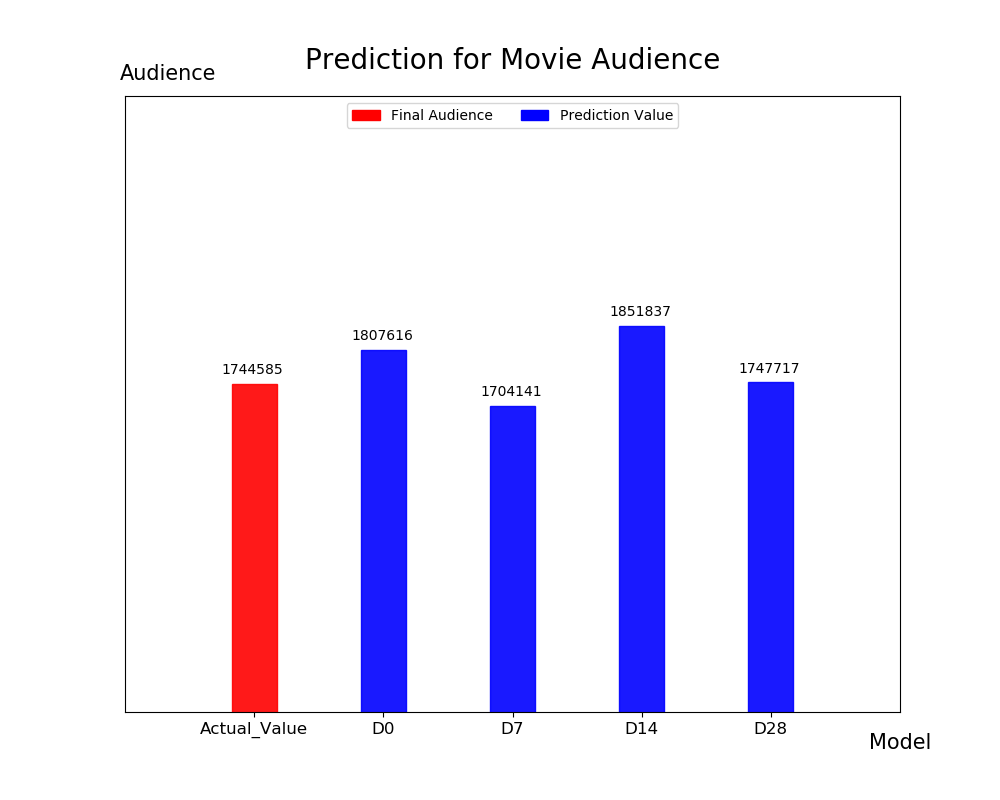 Prediction for Movie Audience
Audience
Final Audience Prediction Value
1744585
1807616
1704141
1851837
1747717
Actual_Value D0 D7 D14 D28
Model